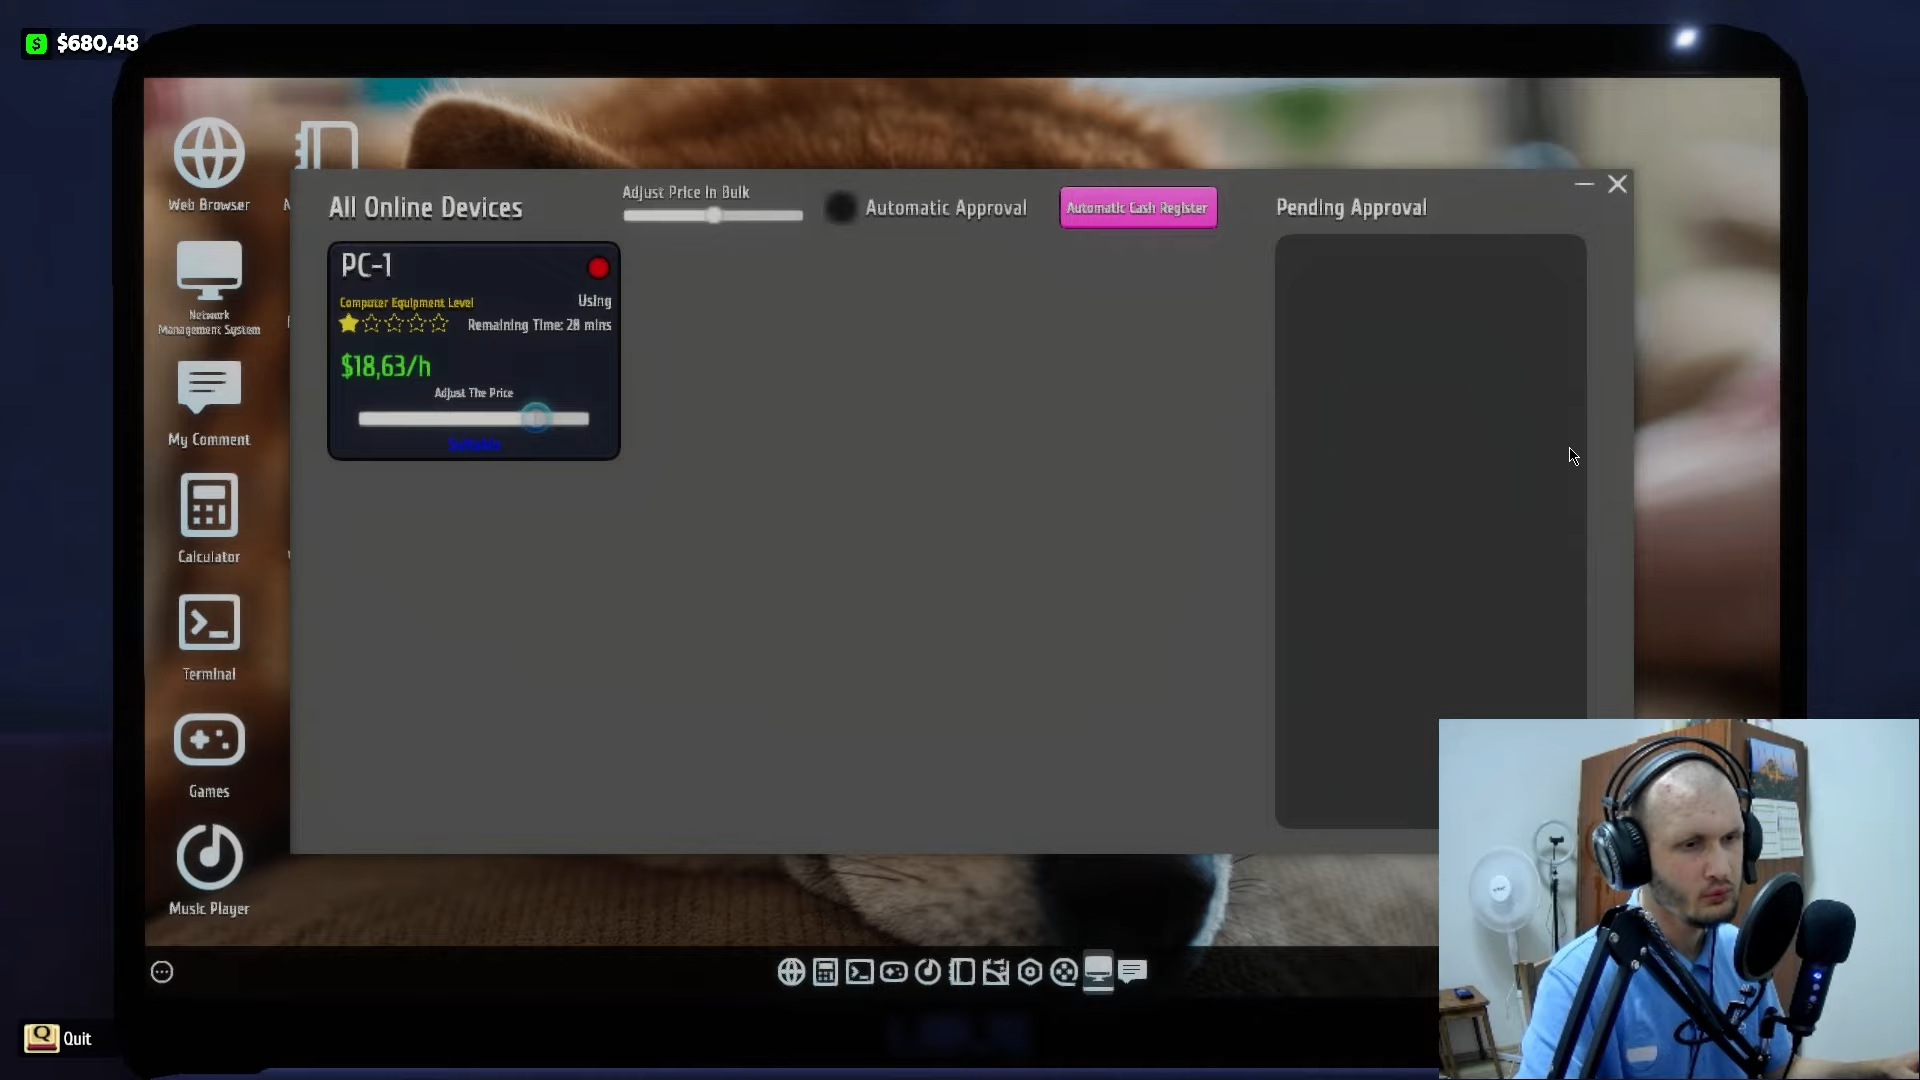 $680,48
Web Browser
Network
Management System
My Comment
Calculator
Terminal
Games
Music Player
All Online Devices
Adjust Price In Bulk
Automatic Approval
Automatic Cash Register
Pending Approval
PC-1
Computer Equipment Level
Using
Remaining Time: 28 mins
$18,63/h
Adjust The Price
Suitable
Q Quit